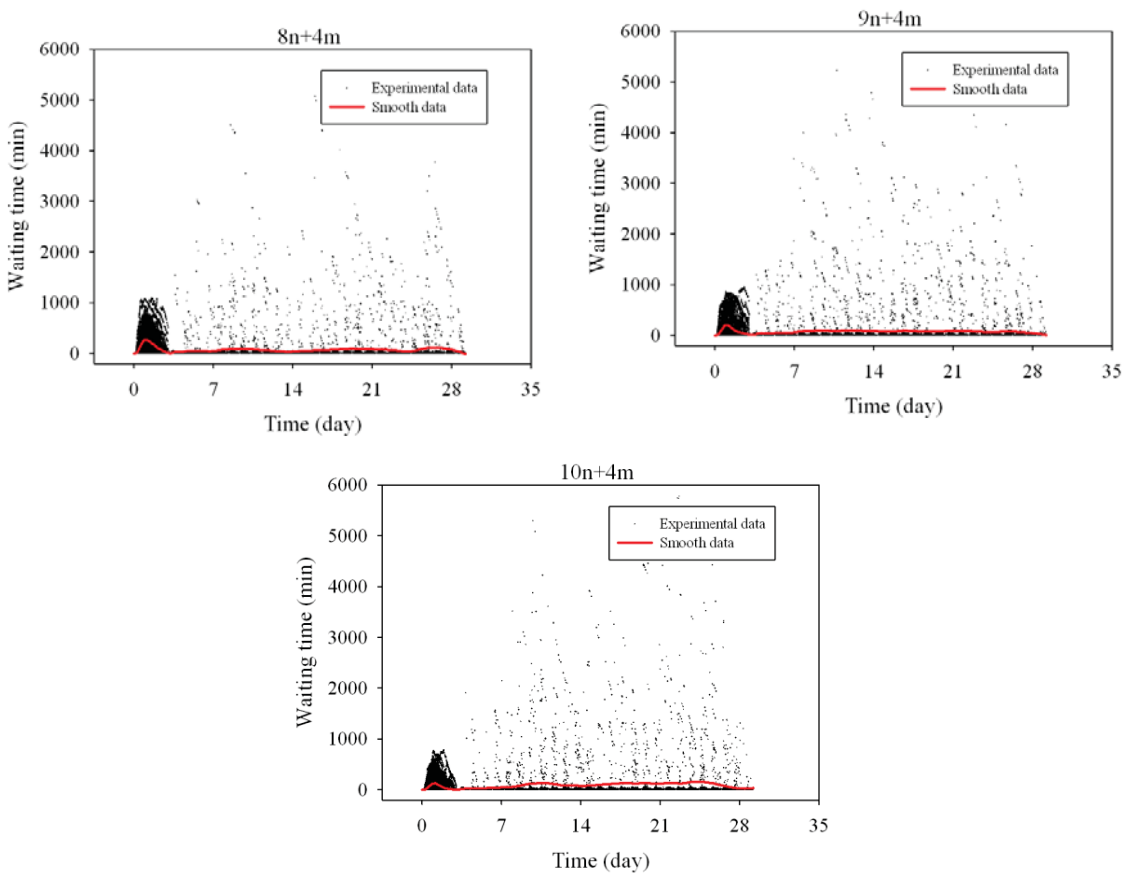 8n+4m
6000
5000
4000
3000
2000
1000
0
Waiting time (min)
Experimental data
Smooth data
0 7 14 21 28 35
Time (day)
9n+4m
6000
5000
4000
3000
2000
1000
0
Waiting time (min)
Experimental data
Smooth data
0 7 14 21 28 35
Time (day)
10n+4m
6000
5000
4000
3000
2000
1000
0
Waiting time (min)
Experimental data
Smooth data
0 7 14 21 28 35
Time (day)